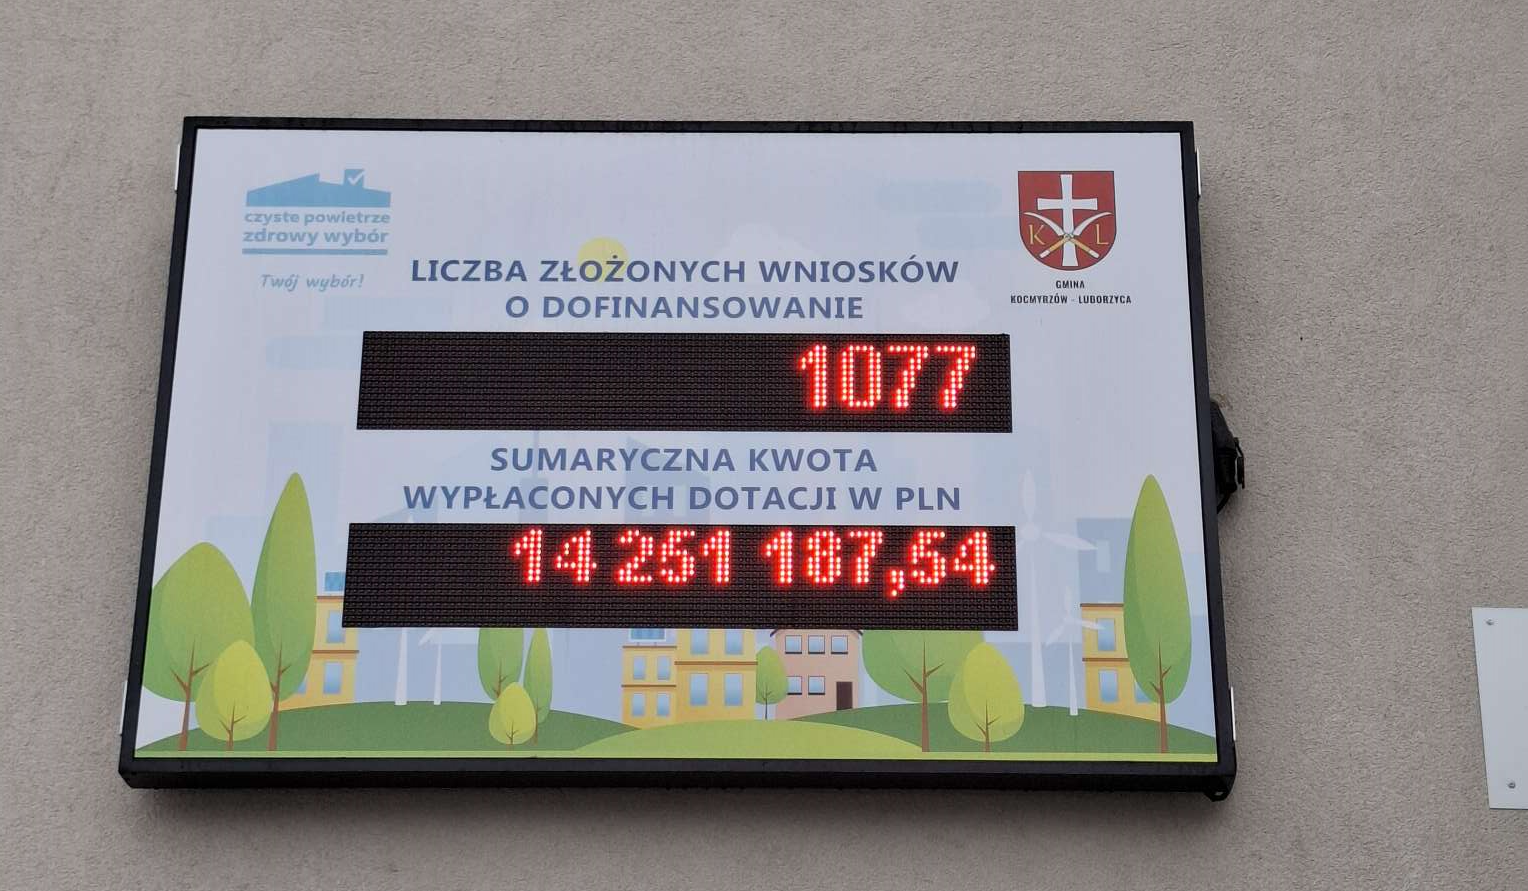 czyste powietrze
zdrowy wybór
Twój wybór!
K L
GMINA
KOCMYRZÓW - LUBORZYCA
LICZBA ZŁOŻONYCH WNIOSKÓW
O DOFINANSOWANIE
1077
SUMARYCZNA KWOTA
WYPŁACONYCH DOTACJI W PLN
14 251 187,54